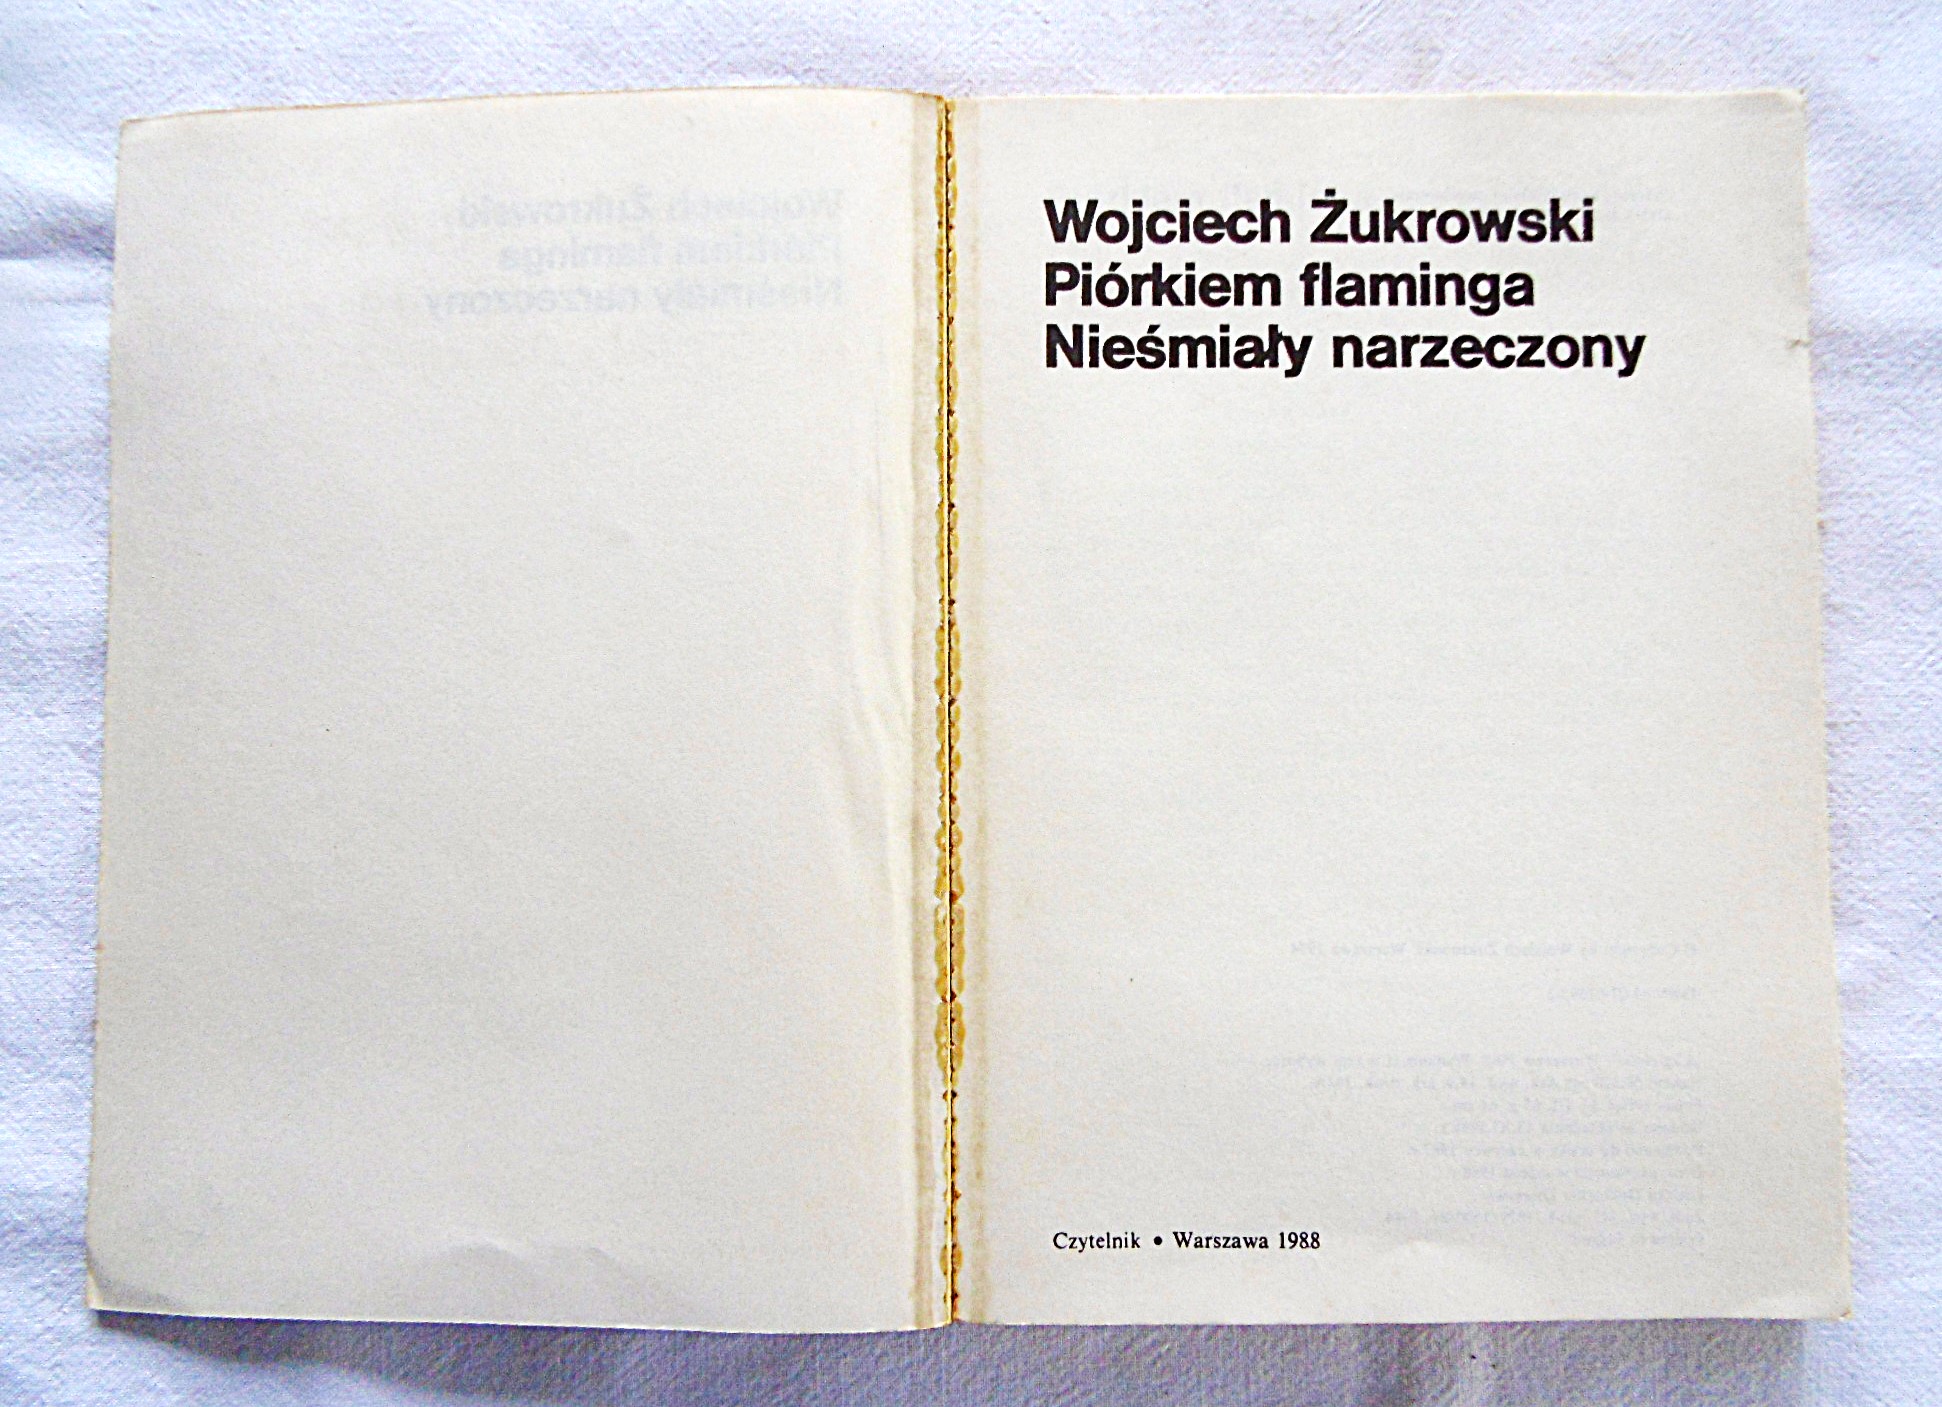 Wojciech Żukrowski
Piórkiem flaminga
Nieśmiały narzeczony
Czytelnik • Warszawa 1988